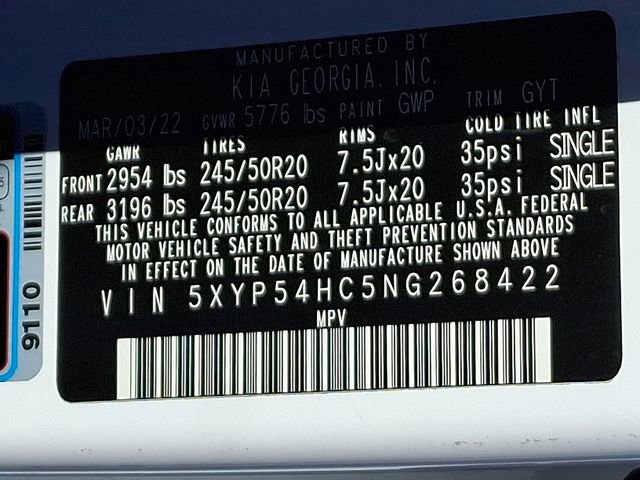 MANUFACTURED BY
KIA GEORGIA, INC.
MAR/03/22 GVWR 5776 lbs PAINT GWP TRIM GYT
GAWR TIRES RIMS COLD TIRE INFL
FRONT 2954 lbs 245/50R20 7.5Jx20 35psi SINGLE
REAR 3196 lbs 245/50R20 7.5Jx20 35psi SINGLE
THIS VEHICLE CONFORMS TO ALL APPLICABLE U.S.A. FEDERAL
MOTOR VEHICLE SAFETY AND THEFT PREVENTION STANDARDS
IN EFFECT ON THE DATE OF MANUFACTURE SHOWN ABOVE
VIN 5XYP54HC5NG268422
MPV
9110